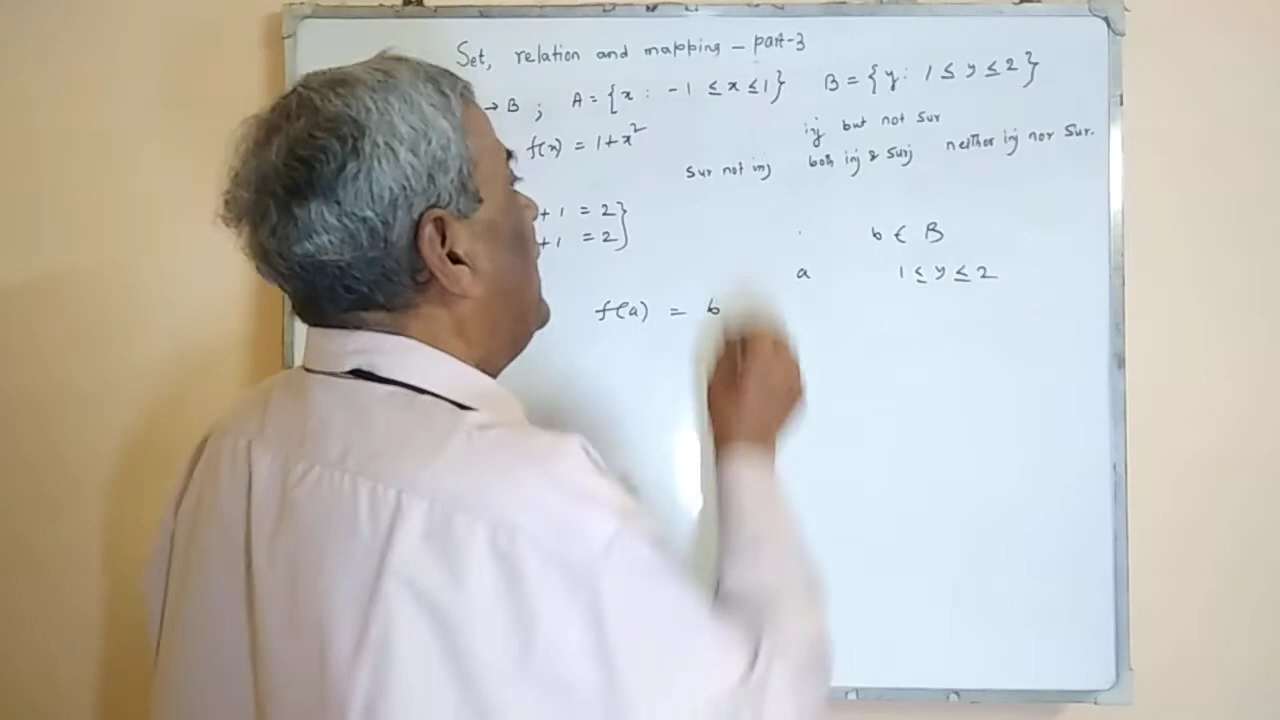 Set, relation and mapping - part-3
→ B ; A = {x : -1 ≤ x ≤ 1} B = {y : 1 ≤ y ≤ 2}
f(x) = 1 + x²
inj but not sur
sur not inj both inj & surj neither inj nor sur.
+ 1 = 2}
+ 1 = 2
b ∈ B
a 1 ≤ y ≤ 2
f(a) = b